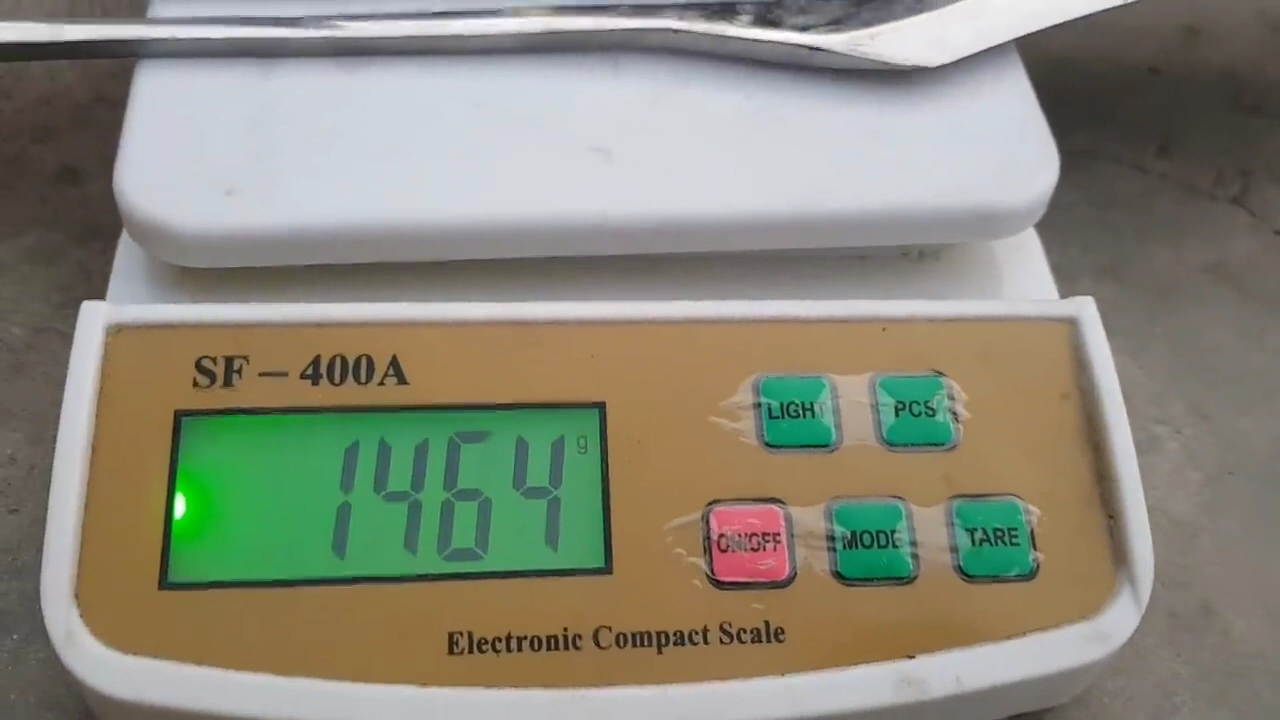 SF – 400A
1464 g
LIGHT PCS
ON/OFF MODE TARE
Electronic Compact Scale